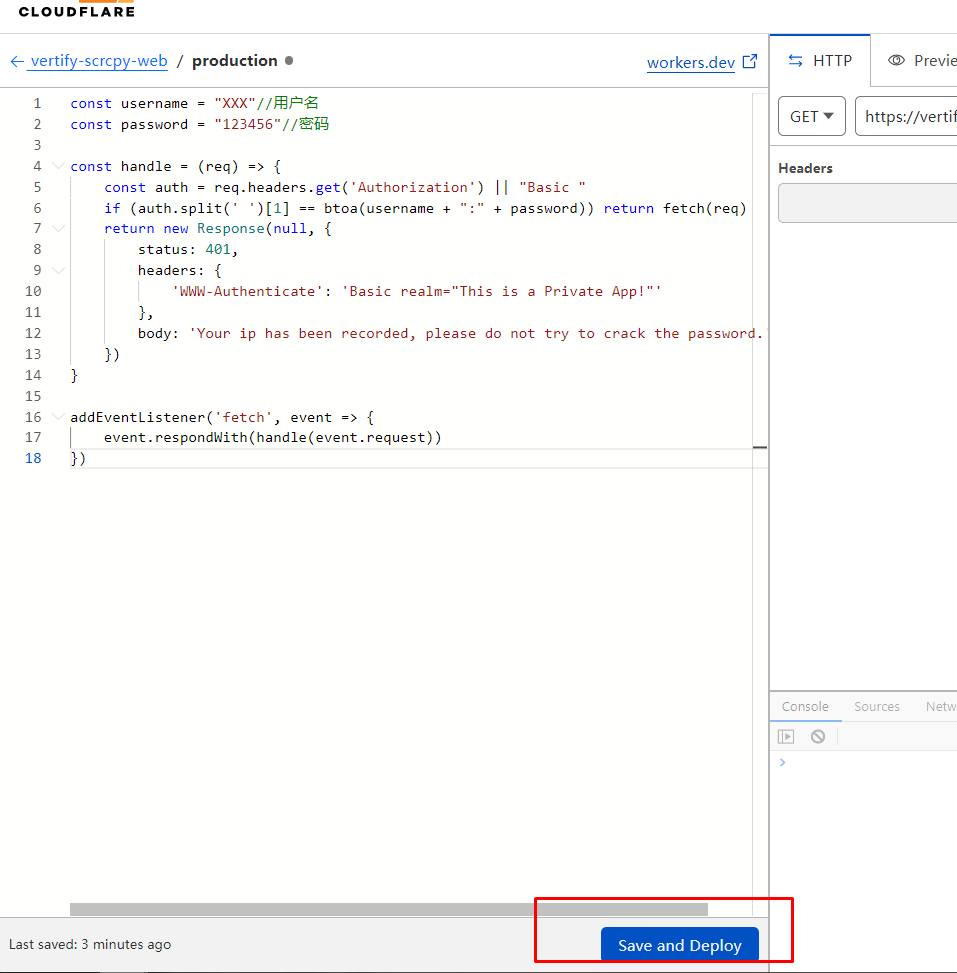 CLOUDFLARE
← vertify-scrcpy-web / production
workers.dev
HTTP
GET
https://vertif
Headers
1 const username = "XXX"//用户名
2 const password = "123456"//密码
3
4 const handle = (req) => {
5 const auth = req.headers.get('Authorization') || "Basic "
6 if (auth.split(' ')[1] == btoa(username + ":" + password)) return fetch(req)
7 return new Response(null, {
8 status: 401,
9 headers: {
10 'WWW-Authenticate': 'Basic realm="This is a Private App!"'
11 },
12 body: 'Your ip has been recorded, please do not try to crack the password.'
13 })
14 }
15
16 addEventListener('fetch', event => {
17 event.respondWith(handle(event.request))
18 })
Console Sources
Last saved: 3 minutes ago
Save and Deploy